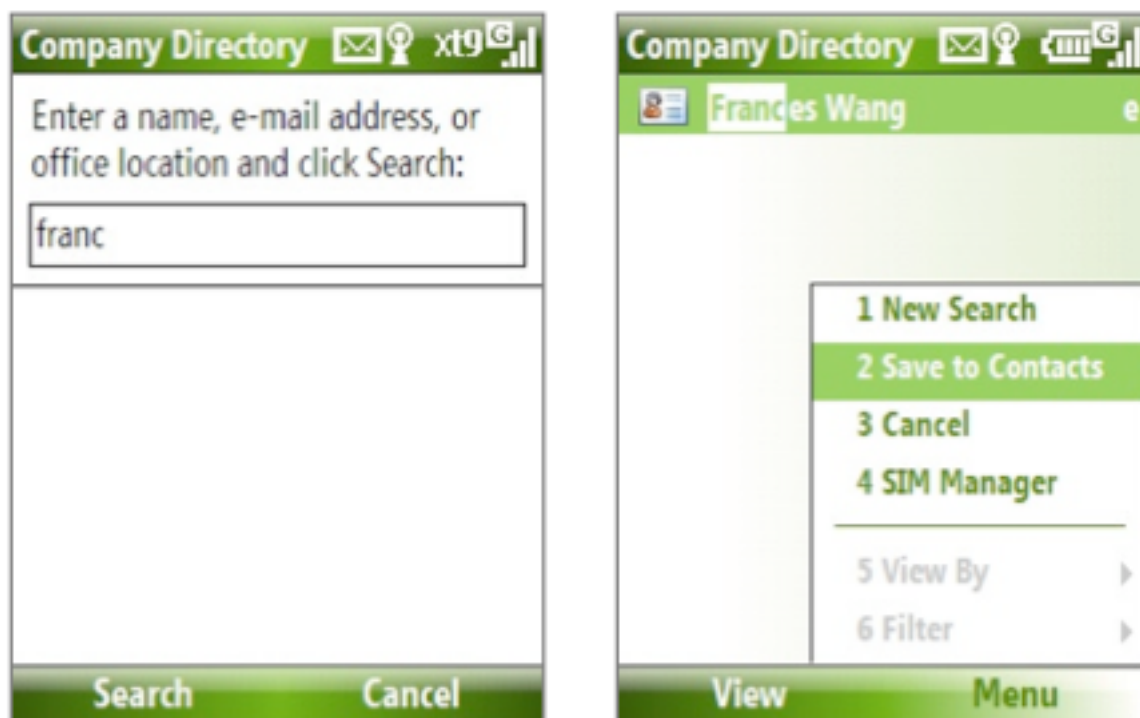 Company Directory xt9 G
Enter a name, e-mail address, or
office location and click Search:
franc
Search Cancel
Company Directory G
Frances Wang e
1 New Search
2 Save to Contacts
3 Cancel
4 SIM Manager
5 View By
6 Filter
View Menu